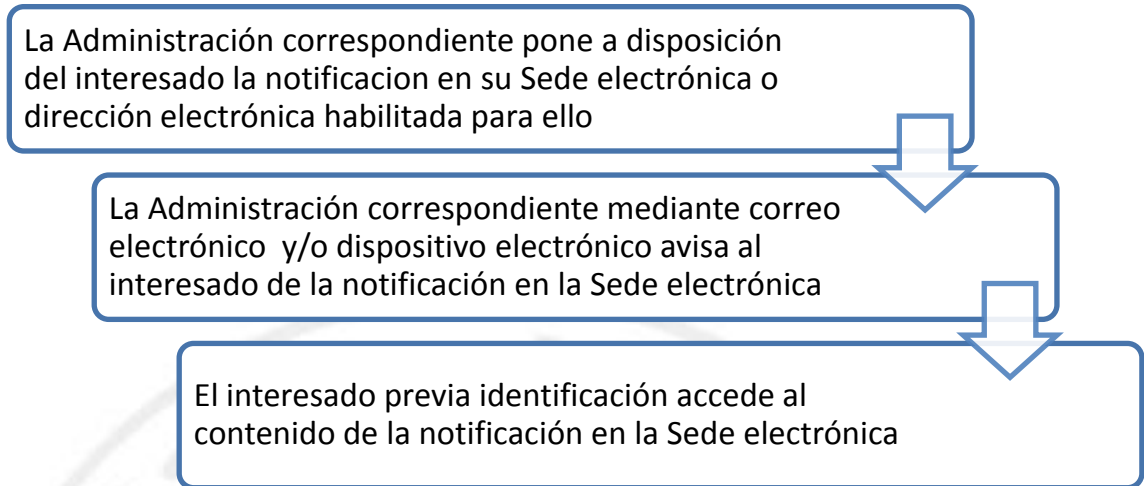 La Administración correspondiente pone a disposición
del interesado la notificacion en su Sede electrónica o
dirección electrónica habilitada para ello
La Administración correspondiente mediante correo
electrónico y/o dispositivo electrónico avisa al
interesado de la notificación en la Sede electrónica
El interesado previa identificación accede al
contenido de la notificación en la Sede electrónica